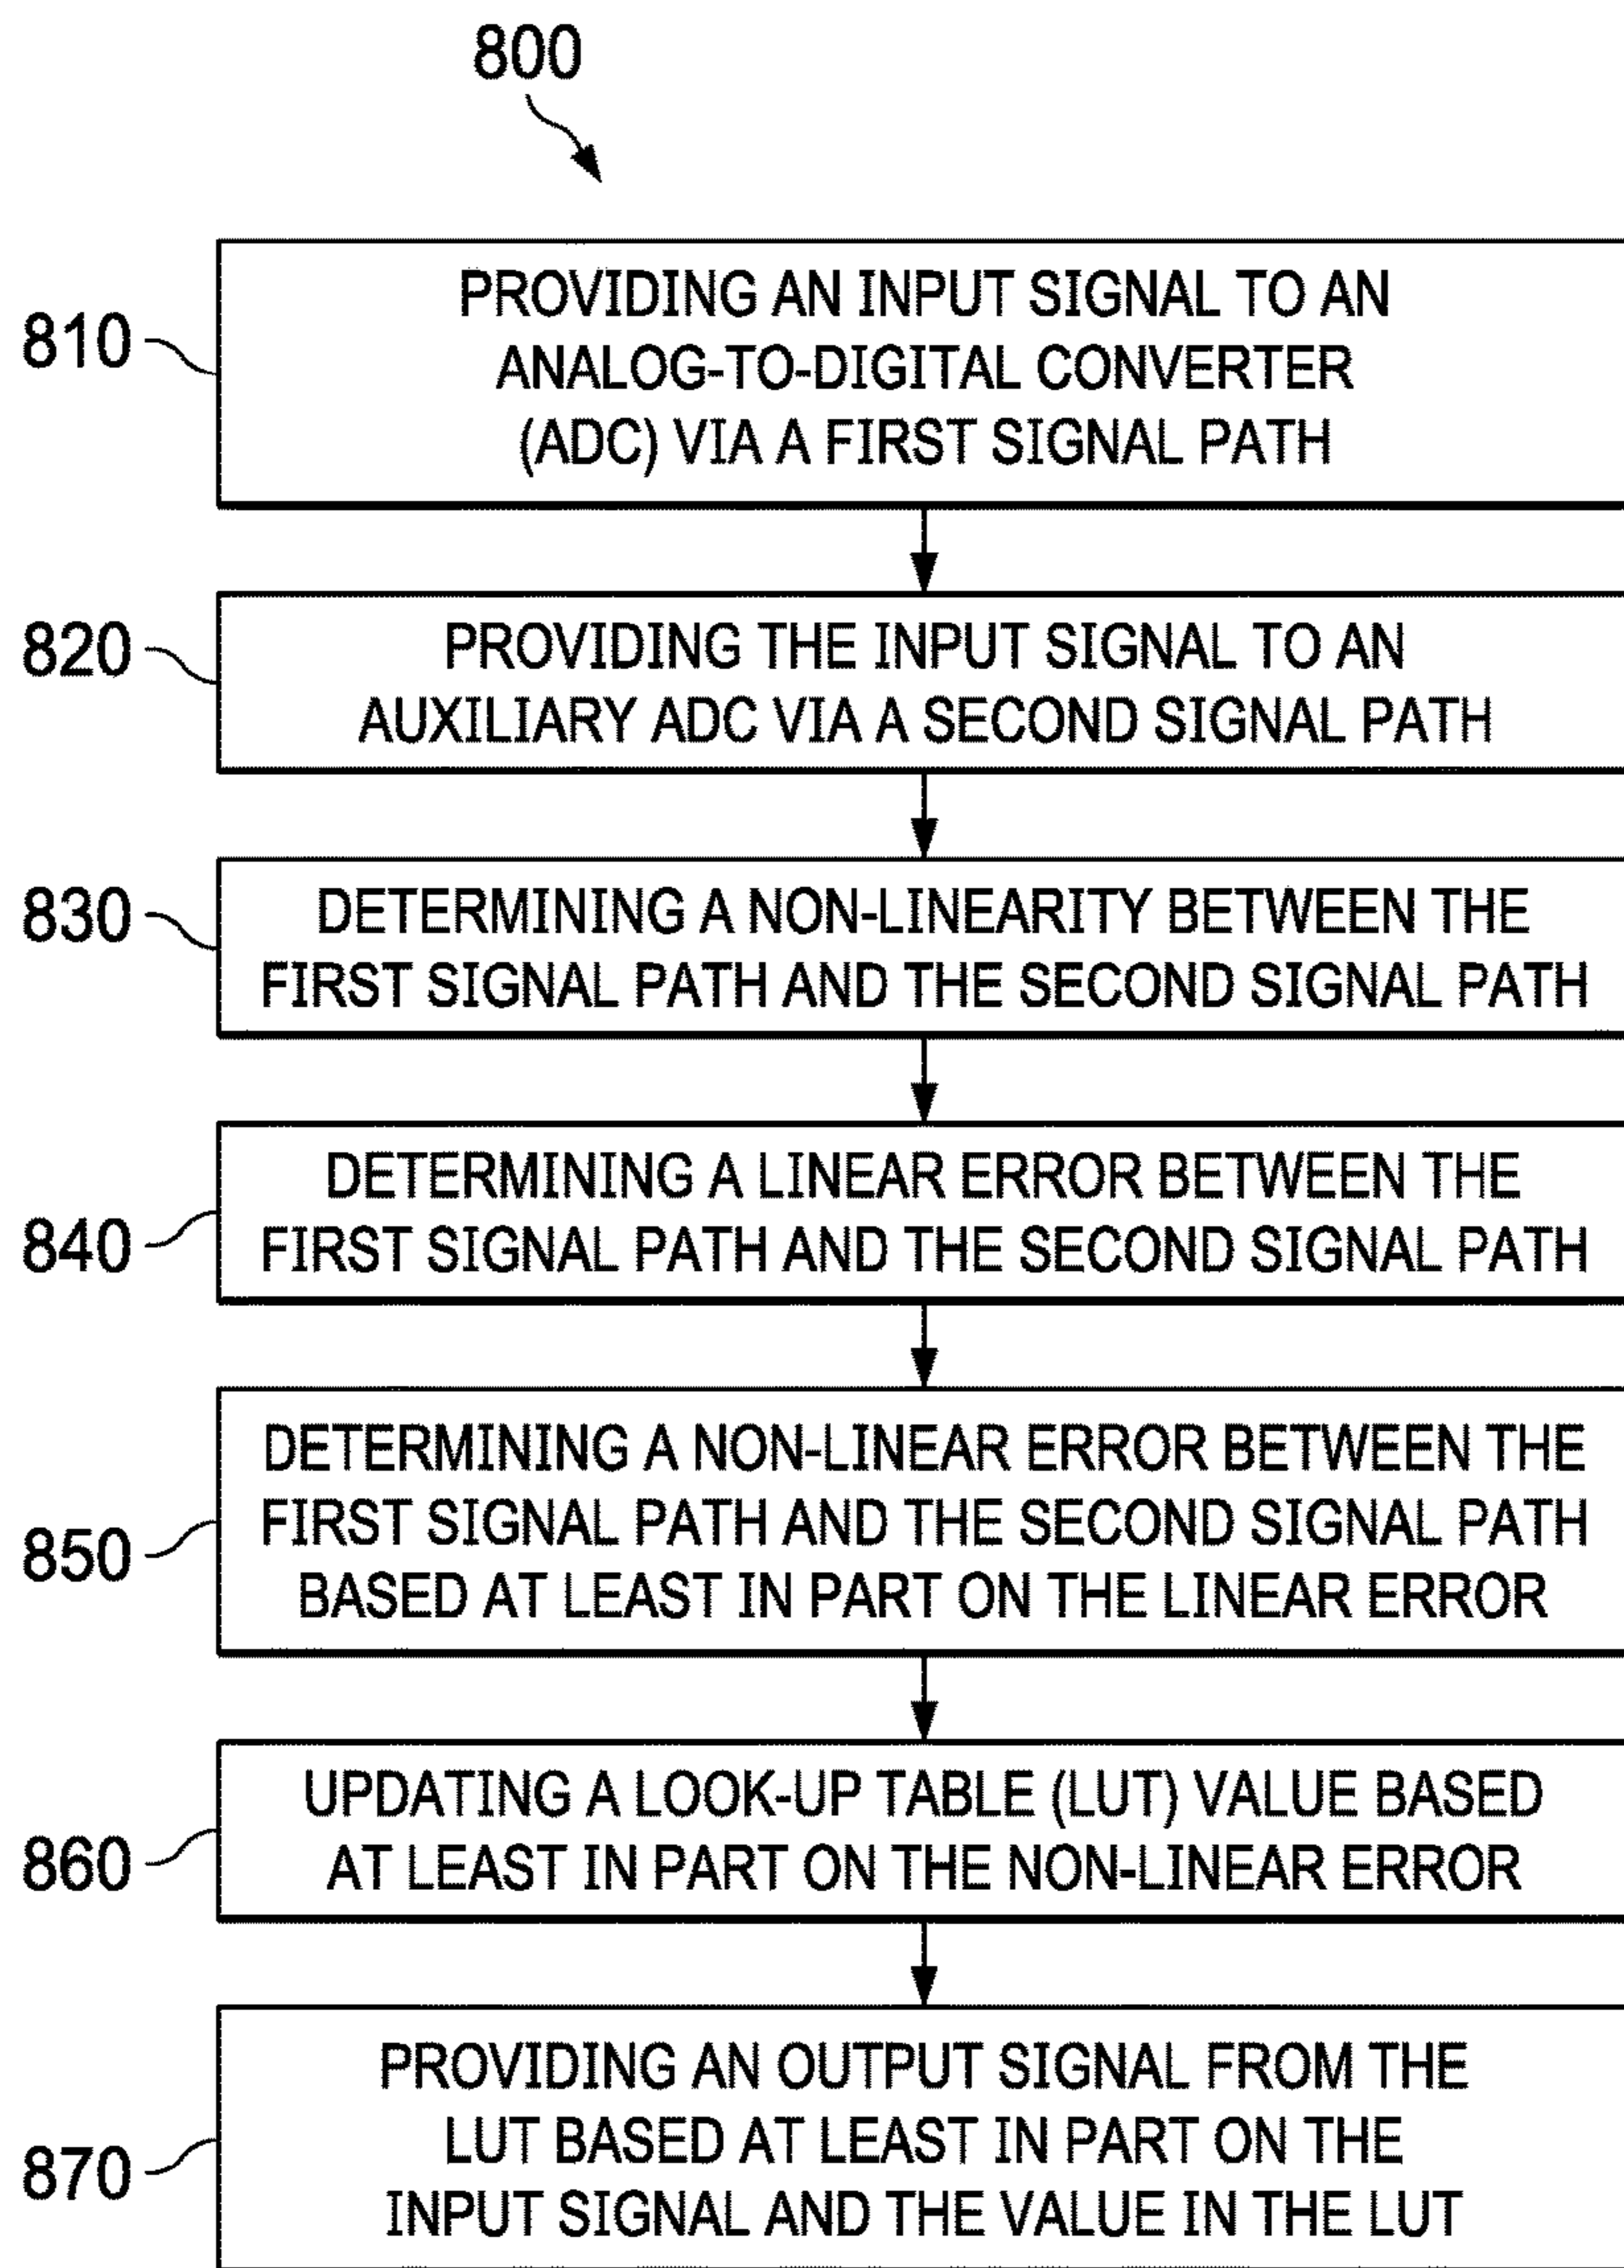 800
810
PROVIDING AN INPUT SIGNAL TO AN
ANALOG-TO-DIGITAL CONVERTER
(ADC) VIA A FIRST SIGNAL PATH
820
PROVIDING THE INPUT SIGNAL TO AN
AUXILIARY ADC VIA A SECOND SIGNAL PATH
830
DETERMINING A NON-LINEARITY BETWEEN THE
FIRST SIGNAL PATH AND THE SECOND SIGNAL PATH
840
DETERMINING A LINEAR ERROR BETWEEN THE
FIRST SIGNAL PATH AND THE SECOND SIGNAL PATH
850
DETERMINING A NON-LINEAR ERROR BETWEEN THE
FIRST SIGNAL PATH AND THE SECOND SIGNAL PATH
BASED AT LEAST IN PART ON THE LINEAR ERROR
860
UPDATING A LOOK-UP TABLE (LUT) VALUE BASED
AT LEAST IN PART ON THE NON-LINEAR ERROR
870
PROVIDING AN OUTPUT SIGNAL FROM THE
LUT BASED AT LEAST IN PART ON THE
INPUT SIGNAL AND THE VALUE IN THE LUT